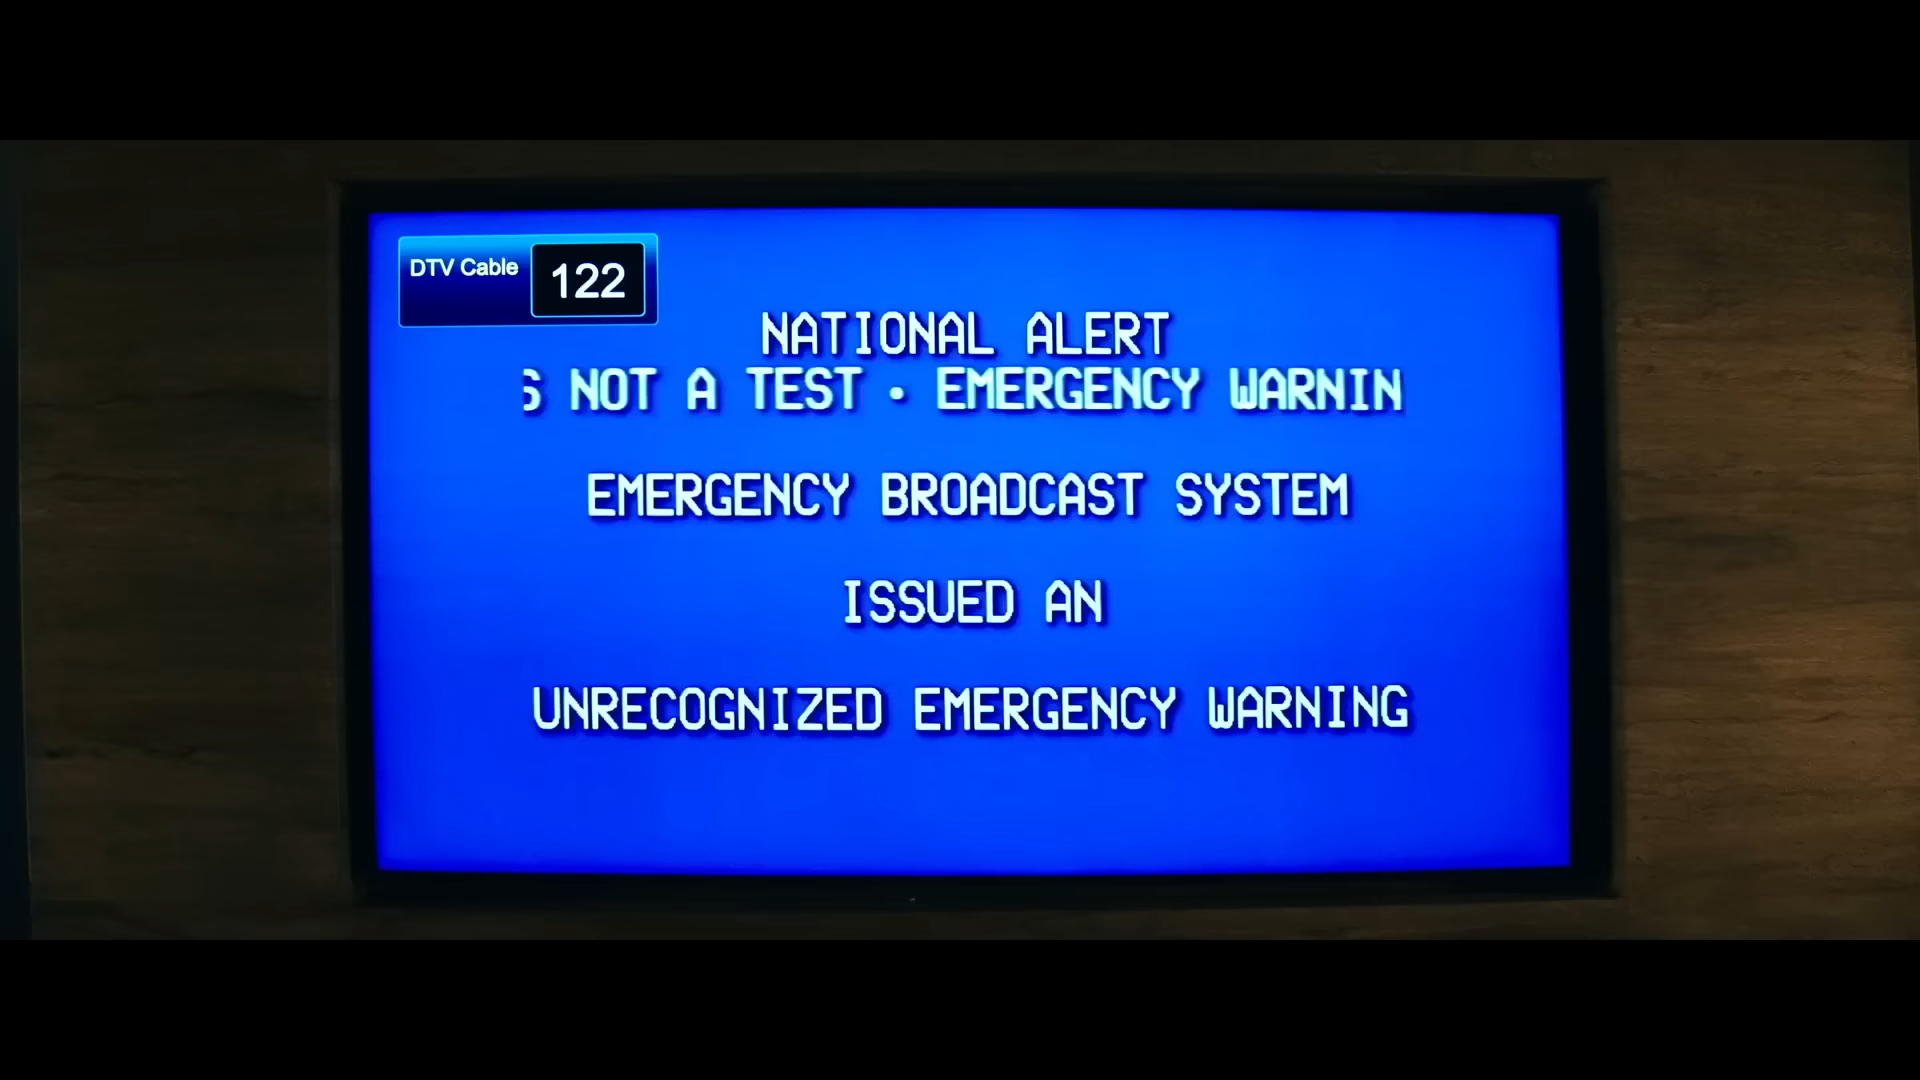 DTV Cable 122
NATIONAL ALERT
NOT A TEST • EMERGENCY WARNIN
EMERGENCY BROADCAST SYSTEM
ISSUED AN
UNRECOGNIZED EMERGENCY WARNING